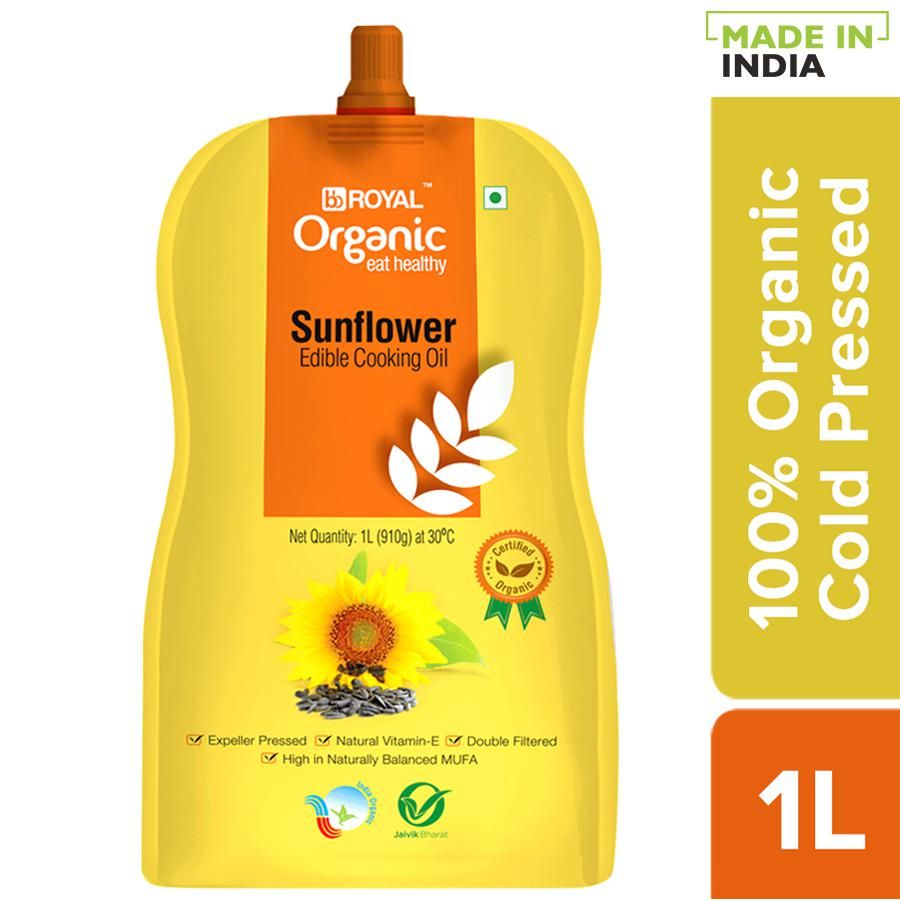 MADE IN
INDIA
bb ROYAL™
Organic
eat healthy
Sunflower
Edible Cooking Oil
Net Quantity: 1L (910g) at 30ºC
Certified
Organic
Expeller Pressed Natural Vitamin-E Double Filtered
High in Naturally Balanced MUFA
India Organic
Jaivik Bharat
100% Organic
Cold Pressed
1L